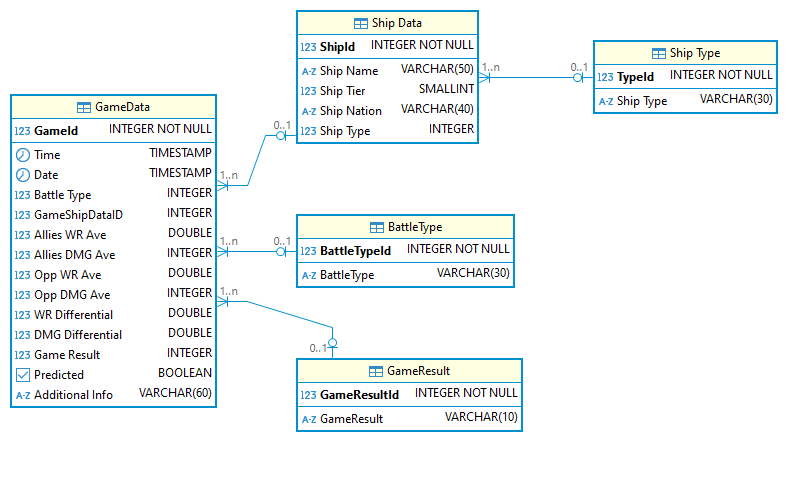 Ship Data
123 ShipId INTEGER NOT NULL
A-Z Ship Name VARCHAR(50)
123 Ship Tier SMALLINT
A-Z Ship Nation VARCHAR(40)
123 Ship Type INTEGER
1..n
0..1
Ship Type
123 TypeId INTEGER NOT NULL
A-Z Ship Type VARCHAR(30)
GameData
123 GameId INTEGER NOT NULL
Time TIMESTAMP
Date TIMESTAMP
123 Battle Type INTEGER
123 GameShipDataID INTEGER
123 Allies WR Ave DOUBLE
123 Allies DMG Ave INTEGER
123 Opp WR Ave DOUBLE
123 Opp DMG Ave INTEGER
123 WR Differential DOUBLE
123 DMG Differential DOUBLE
123 Game Result INTEGER
Predicted BOOLEAN
A-Z Additional Info VARCHAR(60)
0..1
1..n
1..n
0..1
BattleType
123 BattleTypeId INTEGER NOT NULL
A-Z BattleType VARCHAR(30)
1..n
0..1
GameResult
123 GameResultId INTEGER NOT NULL
A-Z GameResult VARCHAR(10)